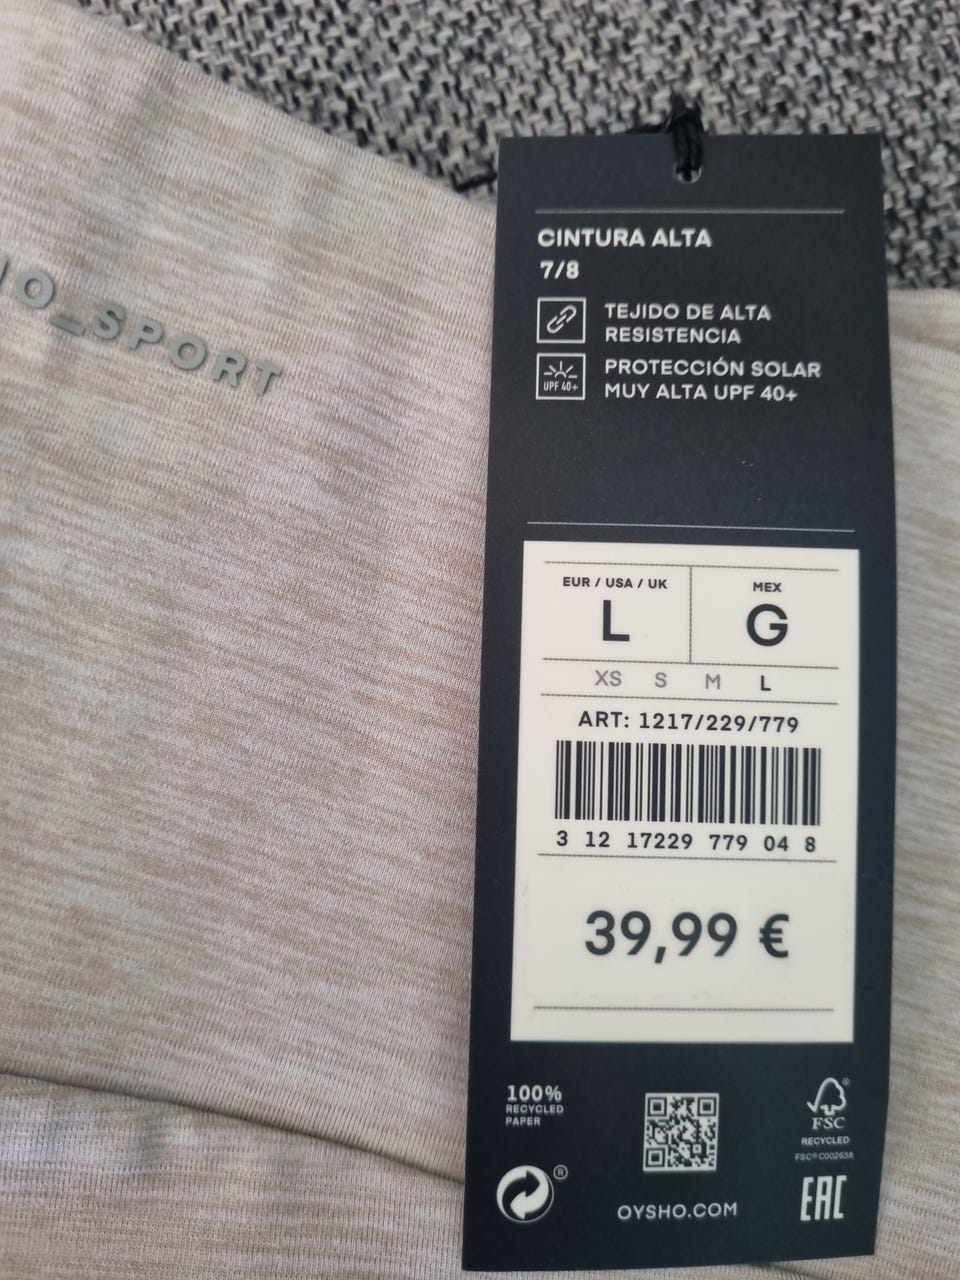 HO_SPORT
CINTURA ALTA
7/8
TEJIDO DE ALTA
RESISTENCIA
UPF 40+
PROTECCIÓN SOLAR
MUY ALTA UPF 40+
EUR / USA / UK
L
MEX
G
XS S M L
ART: 1217/229/779
3 12 17229 779 04 8
39,99 €
100%
RECYCLED
PAPER
®
OYSHO.COM
®
FSC
RECYCLED
FSC® C002638
EAC